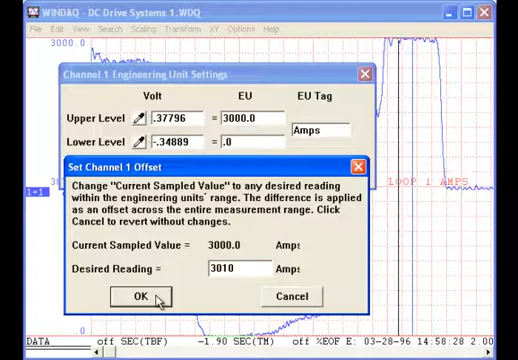 WINDAQ - DC Drive Systems 1.WDQ
File Edit View Search Scaling Transform XY Options Help
3000.0
Channel 1 Engineering Unit Settings
Volt EU EU Tag
Upper Level .37796 = 3000.0
Amps
Lower Level -.34889 = .0
Set Channel 1 Offset
Change "Current Sampled Value" to any desired reading
within the engineering units' range. The difference is applied
as an offset across the entire measurement range. Click
Cancel to revert without changes.
1=1
LOOP 1 AMPS
Current Sampled Value = 3000.0 Amps
Desired Reading = 3010 Amps
OK Cancel
DATA off SEC(TBF) -1.90 SEC(TM) off %EOF E: 03-28-96 14:58:28 2.00